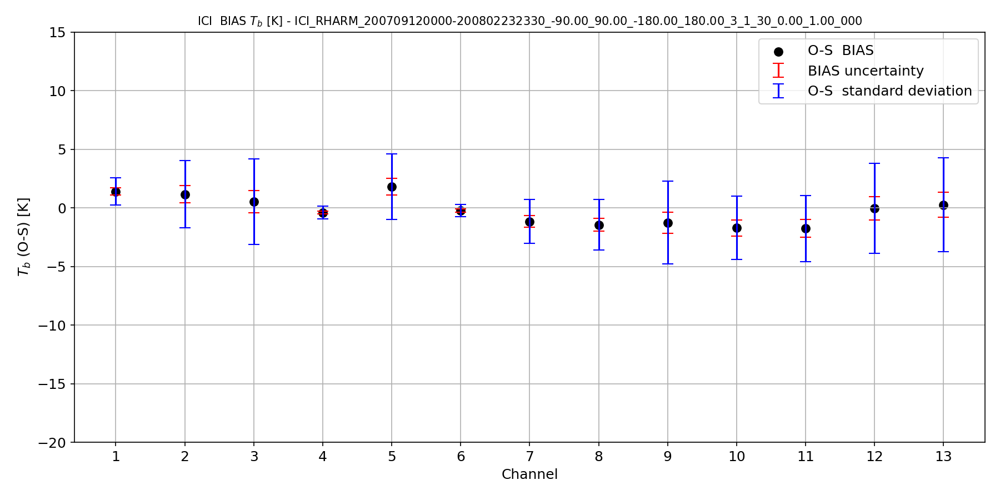 ICI  BIAS T_b [K] - ICI_RHARM_200709120000-200802232330_-90.00_90.00_-180.00_180.00_3_1_30_0.00_1.00_000
O-S  BIAS
BIAS uncertainty
O-S  standard deviation
T_b (O-S) [K]
15
10
5
0
−5
−10
−15
−20
1 2 3 4 5 6 7 8 9 10 11 12 13
Channel